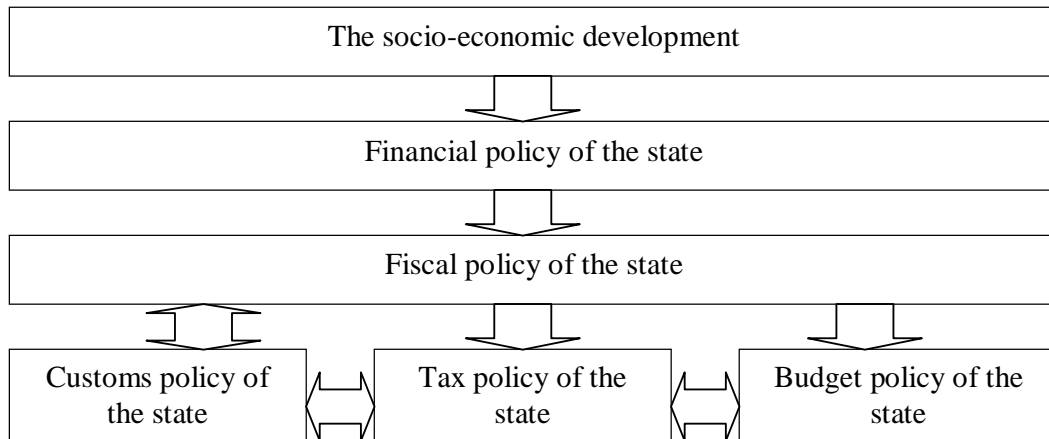 The socio-economic development
Financial policy of the state
Fiscal policy of the state
Customs policy of
the state
Tax policy of the
state
Budget policy of the
state